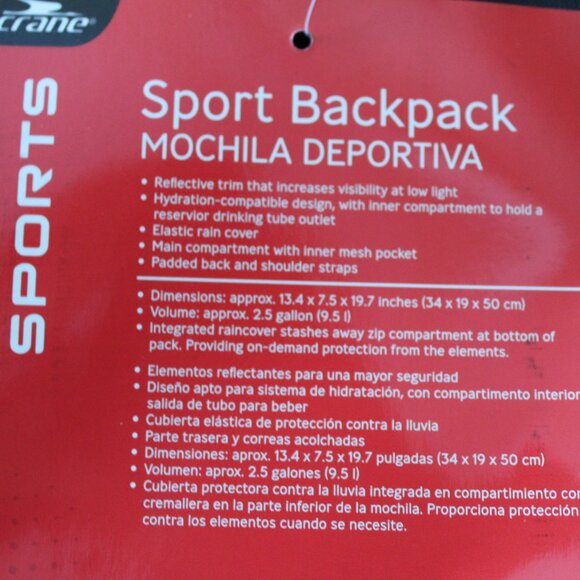 crane®
SPORTS
Sport Backpack
MOCHILA DEPORTIVA
• Reflective trim that increases visibility at low light
• Hydration-compatible design, with inner compartment to hold a
reservior drinking tube outlet
• Elastic rain cover
• Main compartment with inner mesh pocket
• Padded back and shoulder straps
• Dimensions: approx. 13.4 x 7.5 x 19.7 inches (34 x 19 x 50 cm)
• Volume: approx. 2.5 gallon (9.5 l)
• Integrated raincover stashes away zip compartment at bottom of
pack. Providing on-demand protection from the elements.
• Elementos reflectantes para una mayor seguridad
• Diseño apto para sistema de hidratación, con compartimento interior
salida de tubo para beber
• Cubierta elástica de protección contra la lluvia
• Parte trasera y correas acolchadas
• Dimensiones: aprox. 13.4 x 7.5 x 19.7 pulgadas (34 x 19 x 50 cm)
• Volumen: aprox. 2.5 galones (9.5 l)
• Cubierta protectora contra la lluvia integrada en compartimiento con
cremallera en la parte inferior de la mochila. Proporciona protección
contra los elementos cuando se necesite.